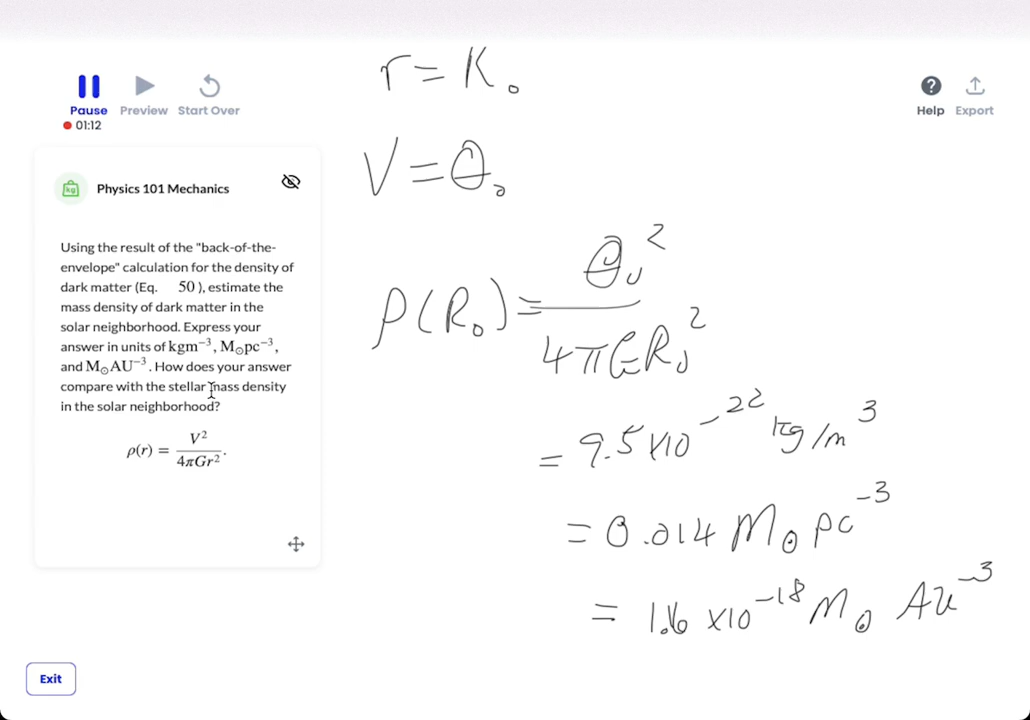 Pause
Preview
Start Over
01:12
Help
Export
kg
Physics 101 Mechanics
Using the result of the "back-of-the-
envelope" calculation for the density of
dark matter (Eq. 50), estimate the
mass density of dark matter in the
solar neighborhood. Express your
answer in units of kgm⁻³, M⊙pc⁻³,
and M⊙AU⁻³. How does your answer
compare with the stellar mass density
in the solar neighborhood?
ρ(r) = V² / 4πGr² .
Exit
r = R₀
V = Θ₀
ρ(R₀) = Θ₀² / 4πGR₀²
= 9.5 × 10⁻²² kg/m³
= 0.014 M⊙ pc⁻³
= 1.6 × 10⁻¹⁸ M⊙ AU⁻³